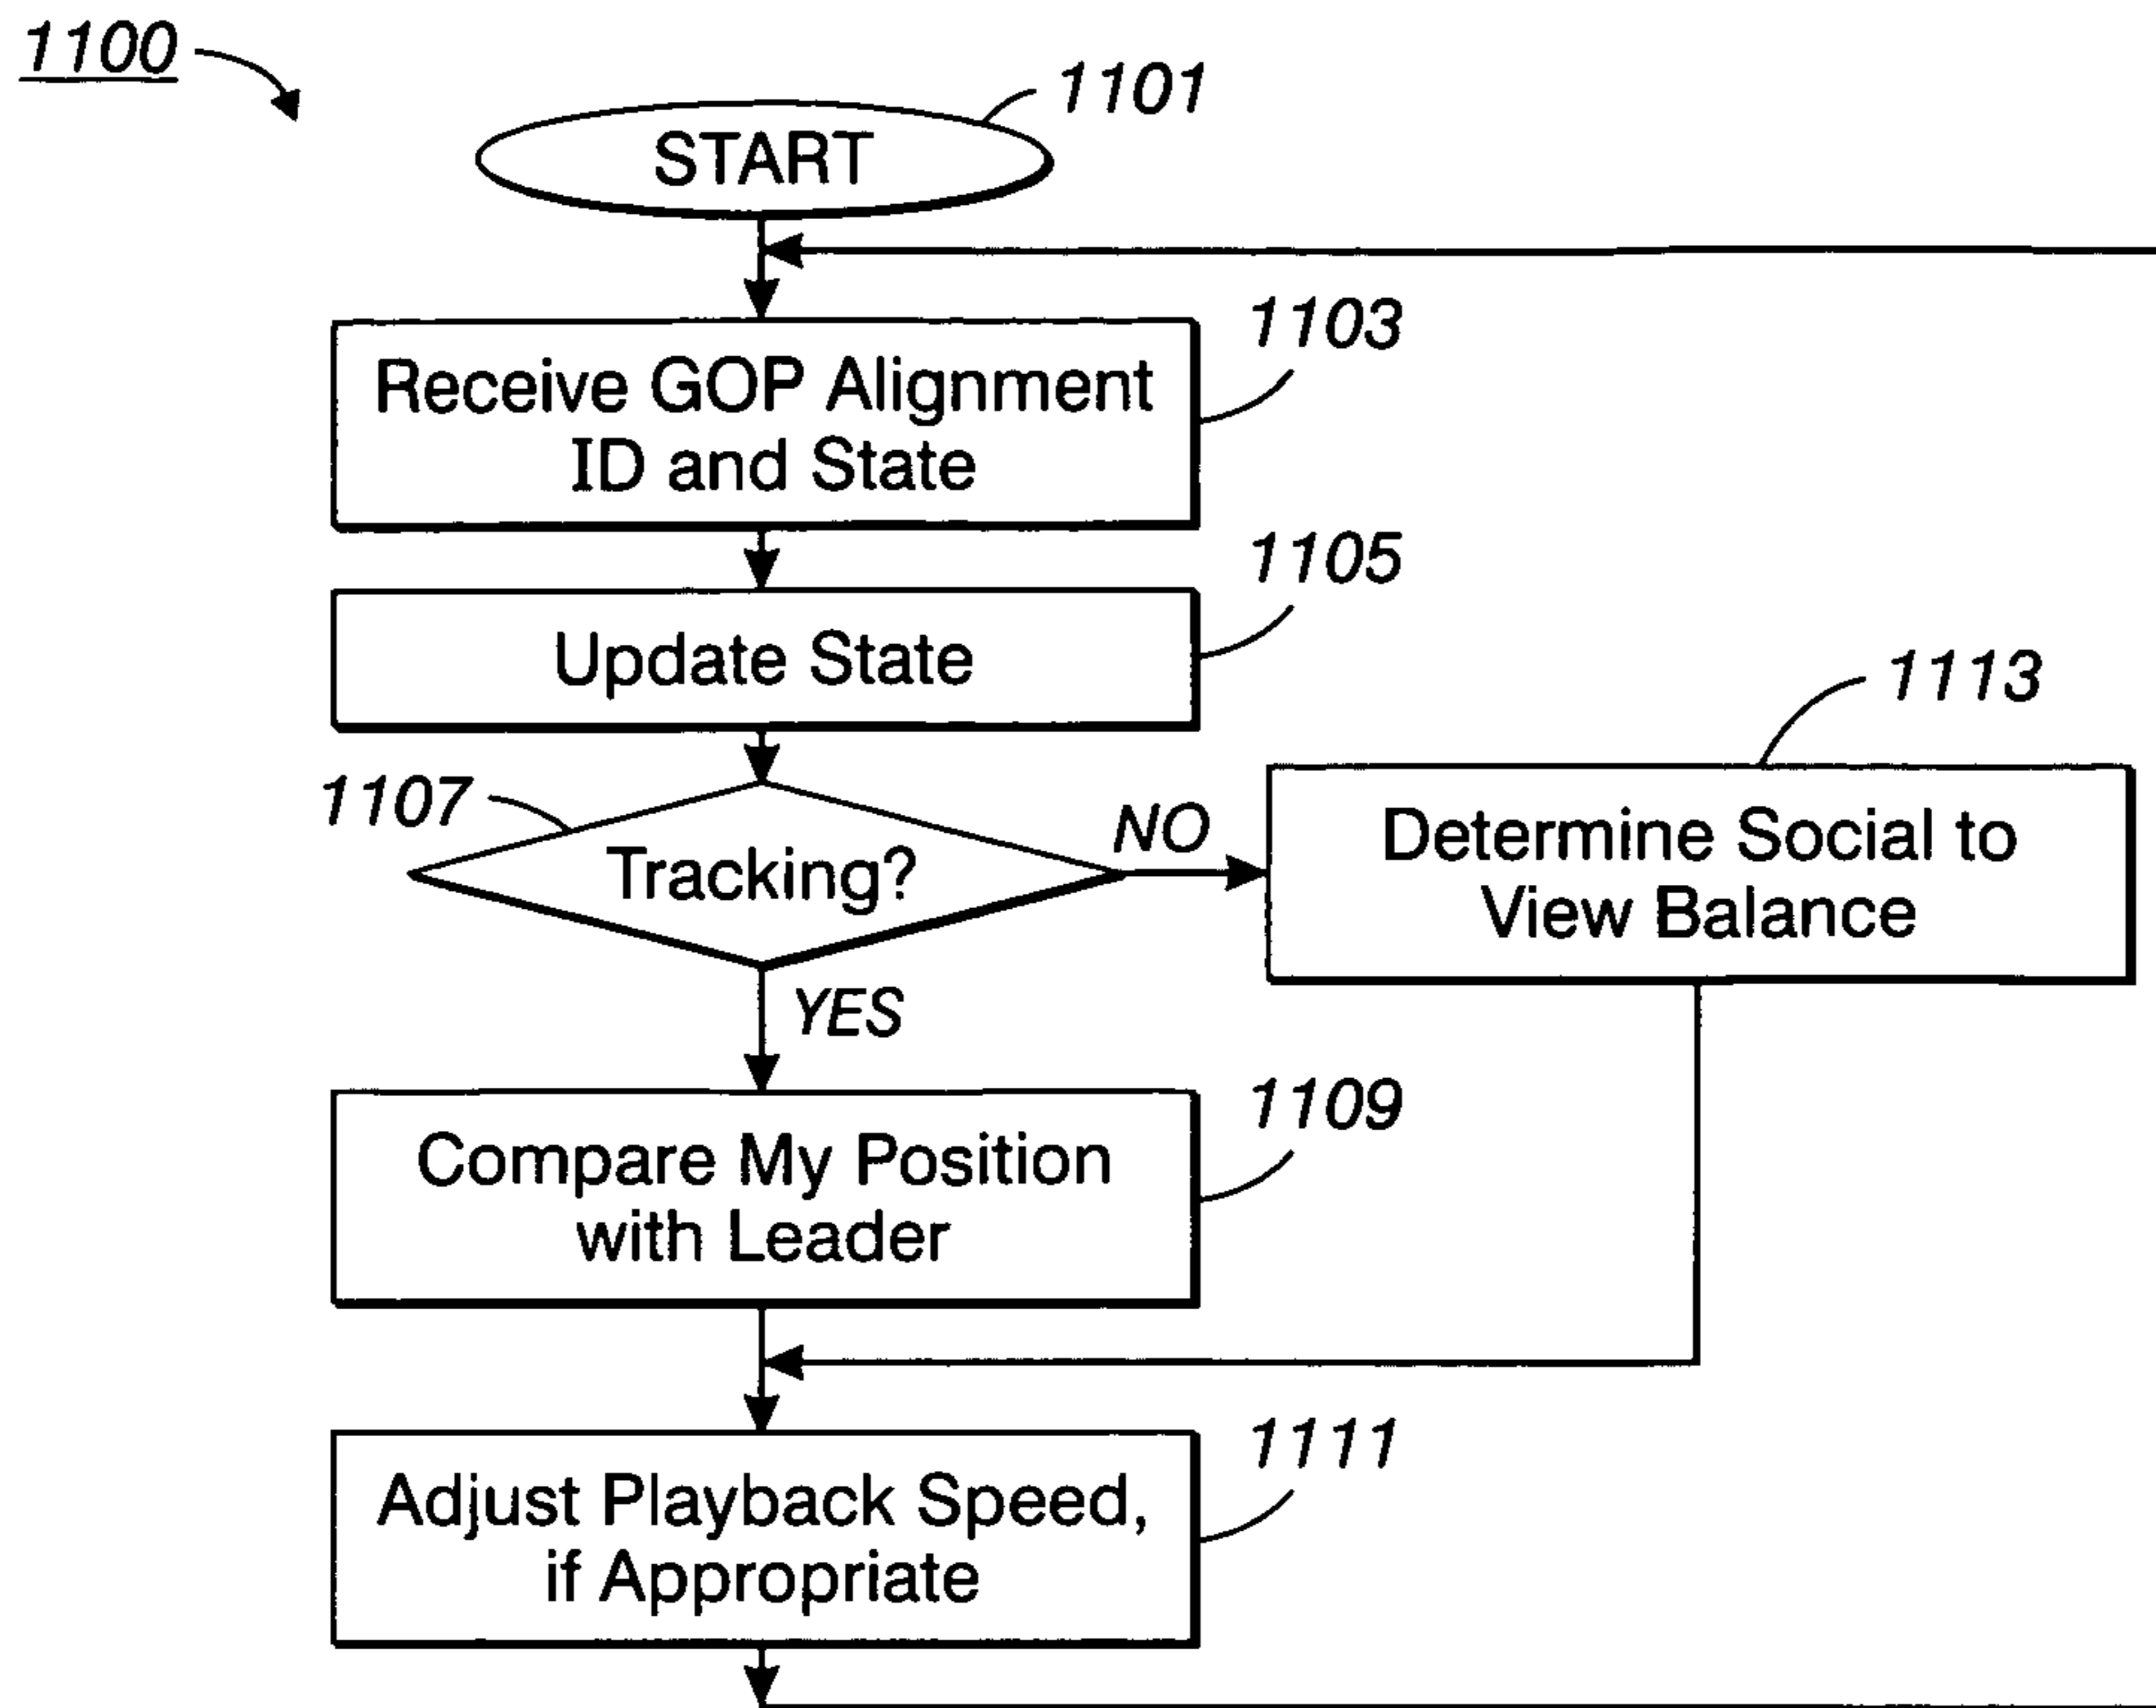 1100
1101
START
1103
Receive GOP Alignment
ID and State
1105
Update State
1113
1107
NO
Tracking?
Determine Social to
View Balance
YES
1109
Compare My Position
with Leader
1111
Adjust Playback Speed,
if Appropriate